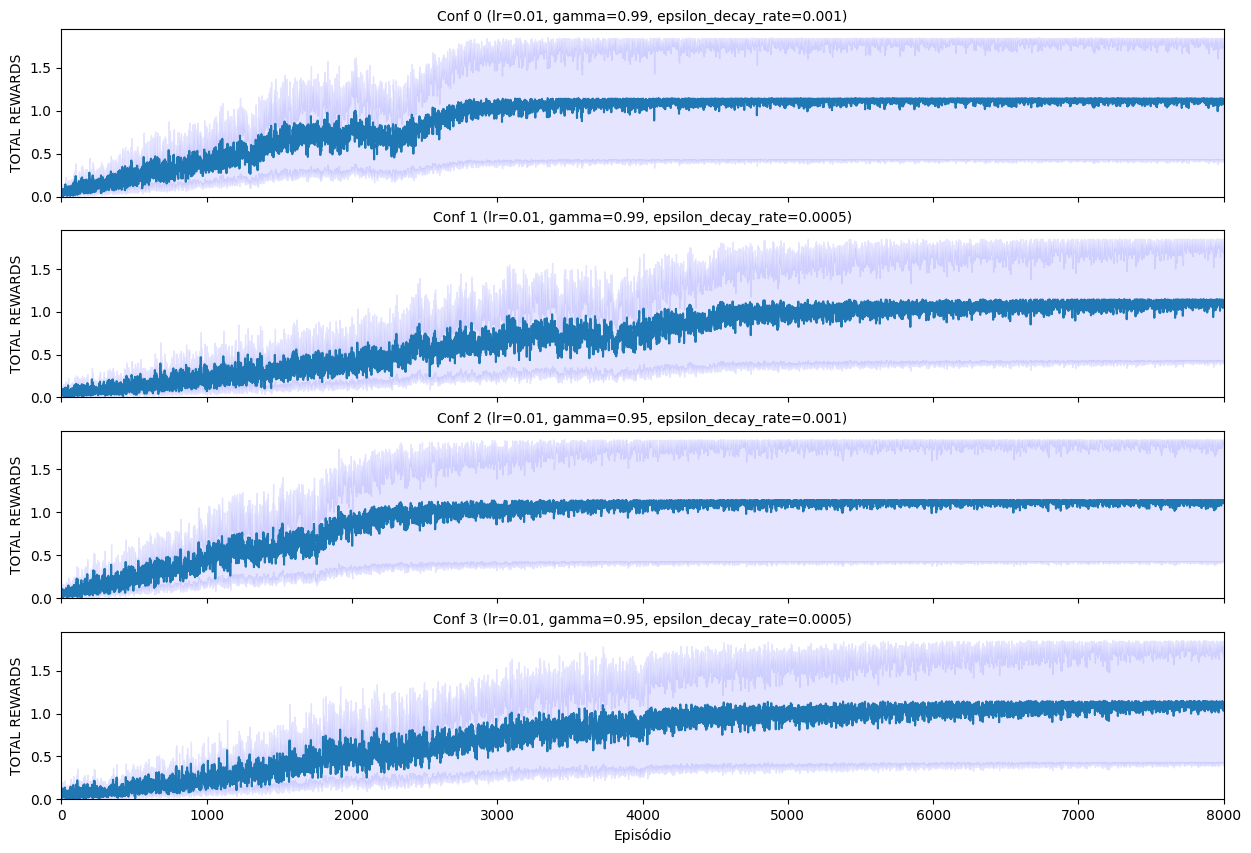 Conf 0 (lr=0.01, gamma=0.99, epsilon_decay_rate=0.001)
TOTAL REWARDS
1.5
1.0
0.5
0.0
Conf 1 (lr=0.01, gamma=0.99, epsilon_decay_rate=0.0005)
TOTAL REWARDS
1.5
1.0
0.5
0.0
Conf 2 (lr=0.01, gamma=0.95, epsilon_decay_rate=0.001)
TOTAL REWARDS
1.5
1.0
0.5
0.0
Conf 3 (lr=0.01, gamma=0.95, epsilon_decay_rate=0.0005)
TOTAL REWARDS
1.5
1.0
0.5
0.0
0 1000 2000 3000 4000 5000 6000 7000 8000
Episódio